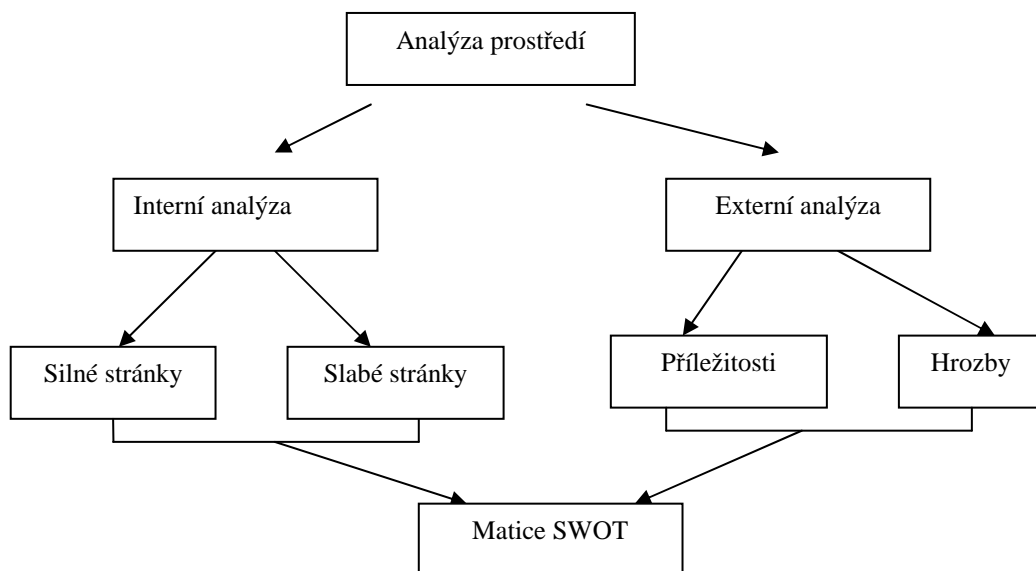 Analýza prostředí
Interní analýza
Externí analýza
Silné stránky
Slabé stránky
Příležitosti
Hrozby
Matice SWOT